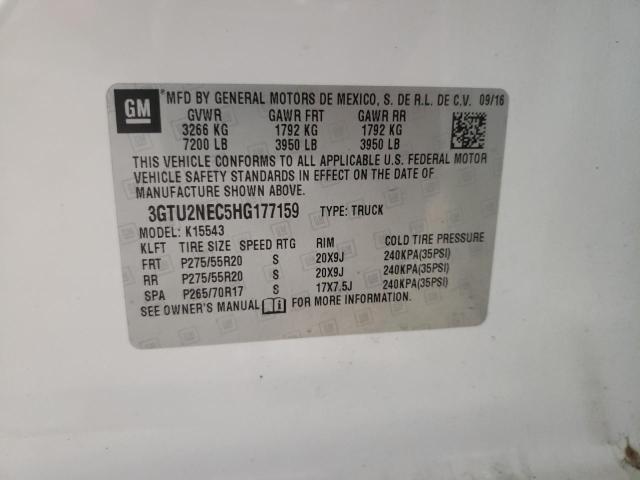 GM *MFD BY GENERAL MOTORS DE MEXICO, S. DE R.L. DE C.V. 09/16
GVWR GAWR FRT GAWR RR
3266 KG 1792 KG 1792 KG
7200 LB 3950 LB 3950 LB
THIS VEHICLE CONFORMS TO ALL APPLICABLE U.S. FEDERAL MOTOR
VEHICLE SAFETY STANDARDS IN EFFECT ON THE DATE OF
MANUFACTURE SHOWN ABOVE.
3GTU2NEC5HG177159 TYPE: TRUCK
MODEL: K15543
KLFT TIRE SIZE SPEED RTG RIM COLD TIRE PRESSURE
FRT P275/55R20 S 20X9J 240KPA(35PSI)
RR P275/55R20 S 20X9J 240KPA(35PSI)
SPA P265/70R17 S 17X7.5J 240KPA(35PSI)
SEE OWNER'S MANUAL FOR MORE INFORMATION.